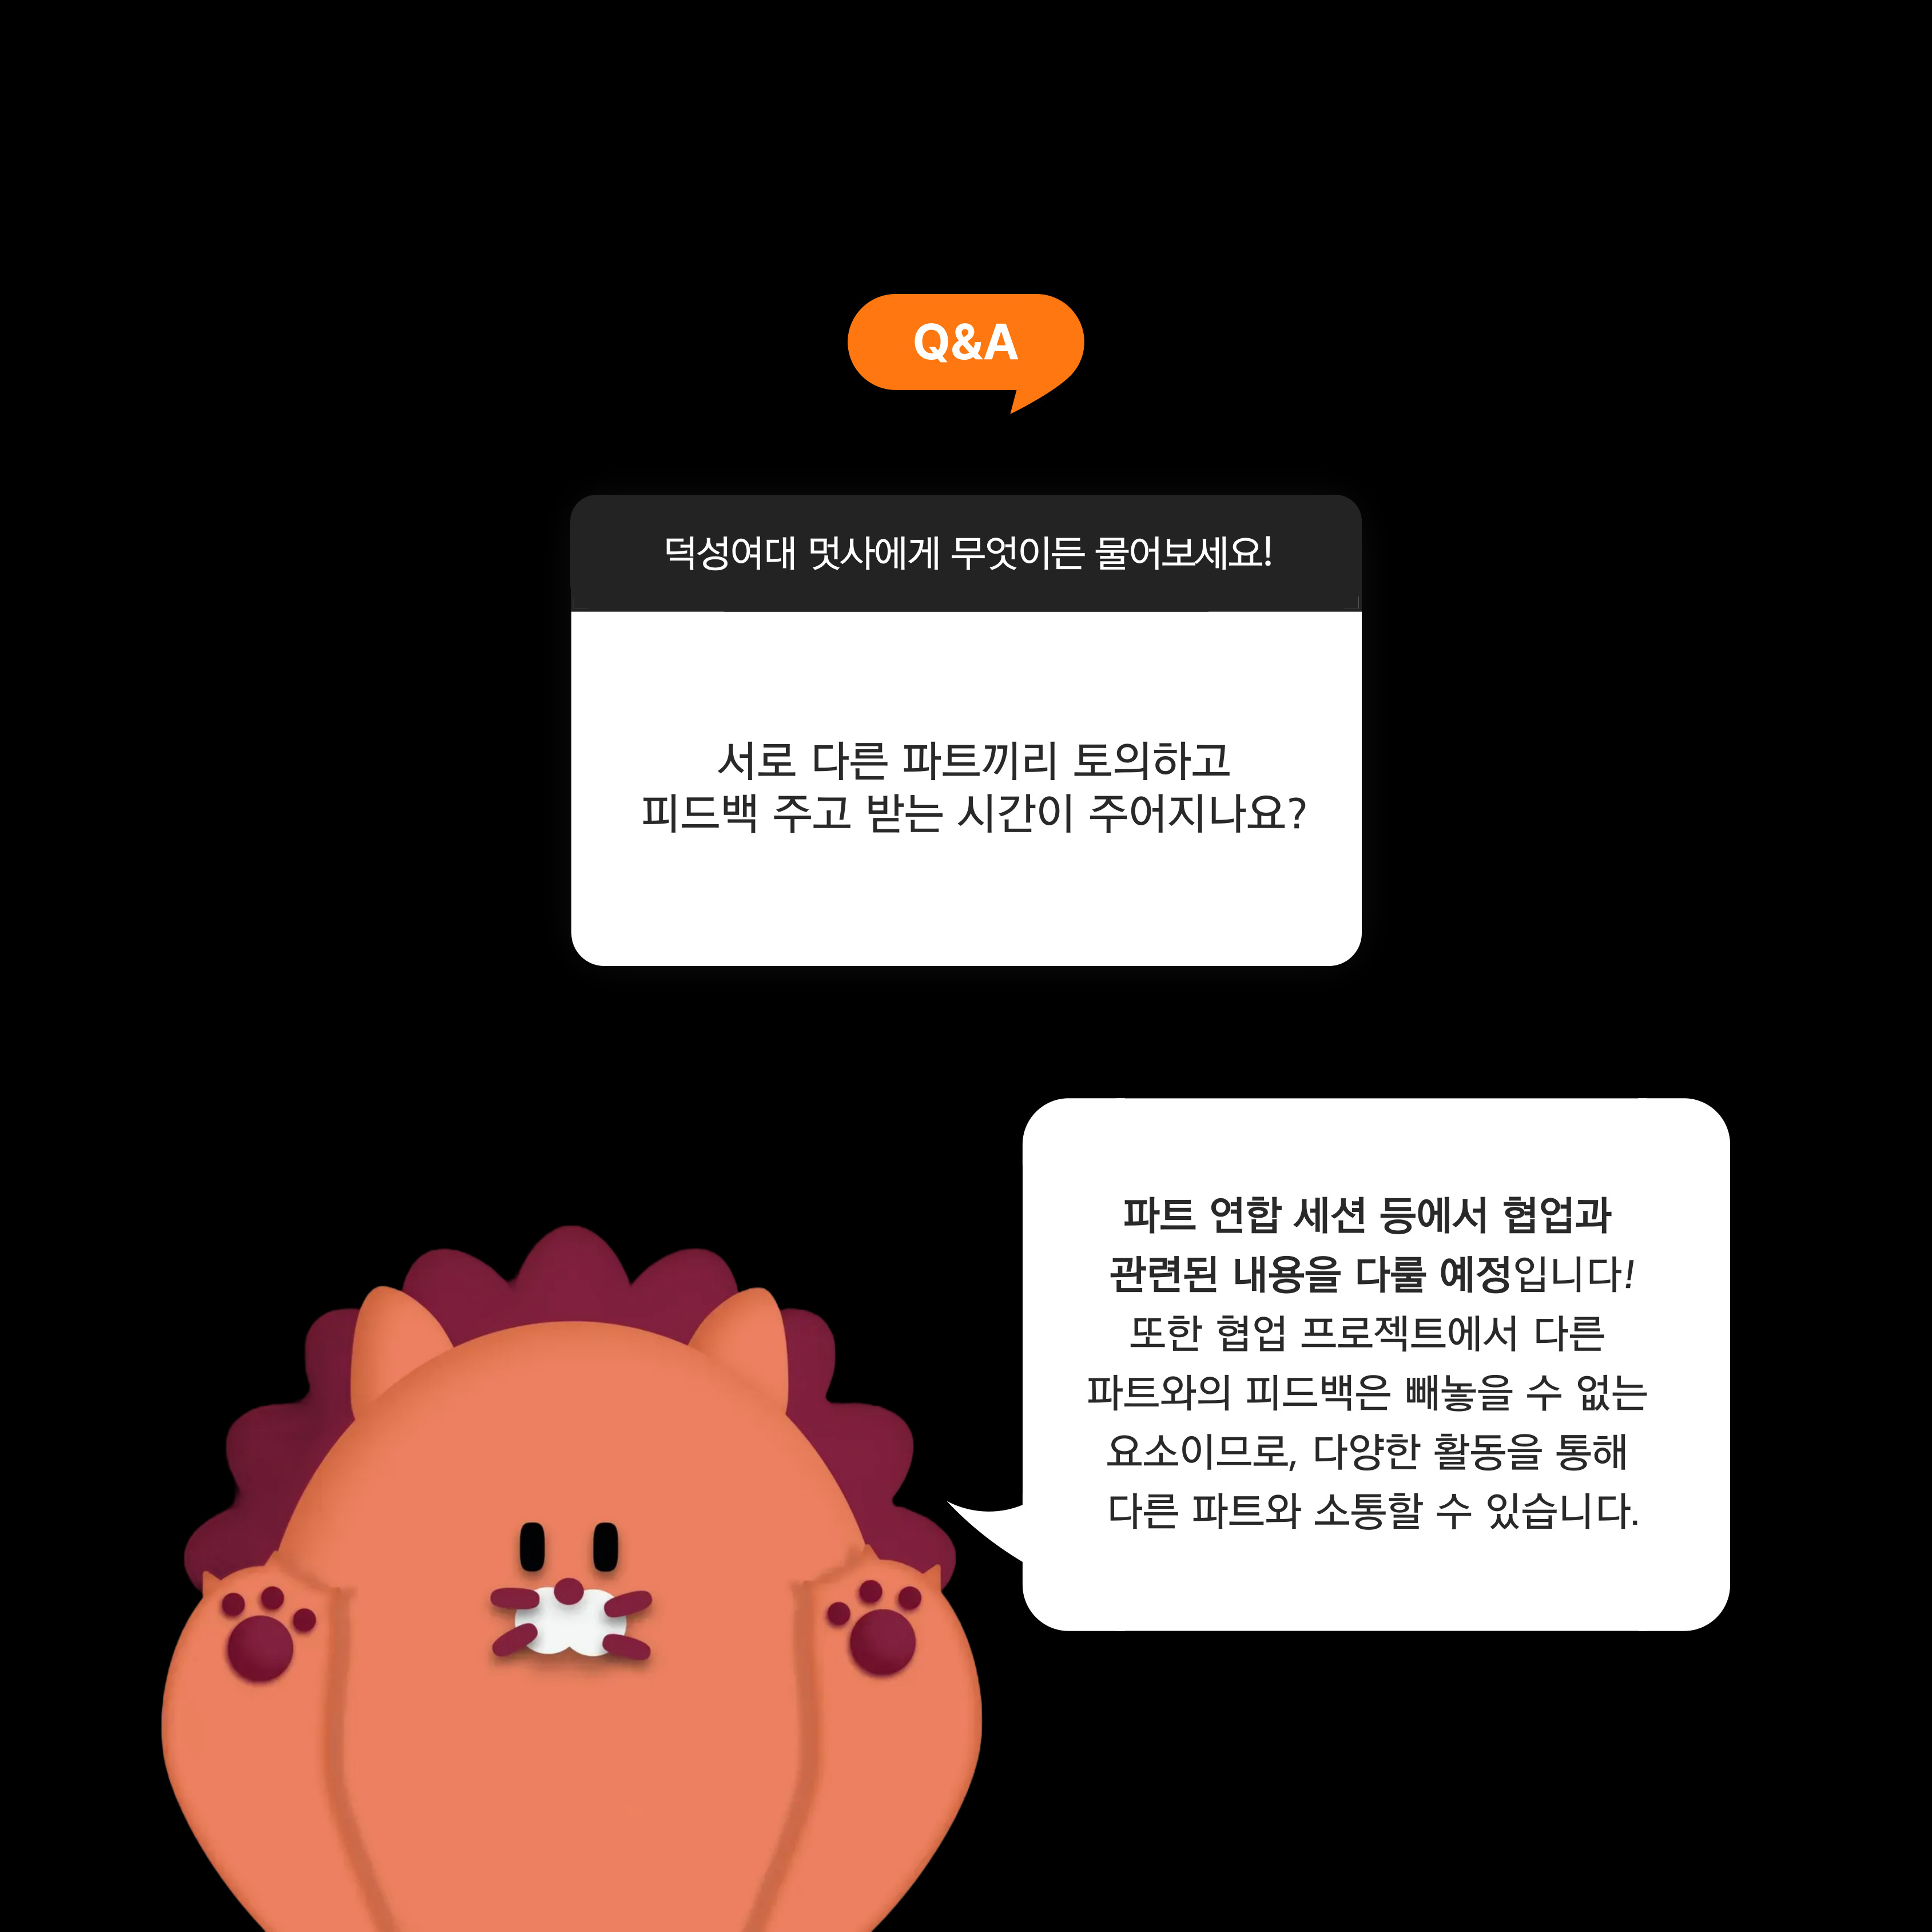 Q&A
덕성여대 멋사에게 무엇이든 물어보세요!
서로 다른 파트끼리 토의하고
피드백 주고 받는 시간이 주어지나요?
파트 연합 세션 등에서 협업과
관련된 내용을 다룰 예정입니다!
또한 협업 프로젝트에서 다른
파트와의 피드백은 빼놓을 수 없는
요소이므로, 다양한 활동을 통해
다른 파트와 소통할 수 있습니다.